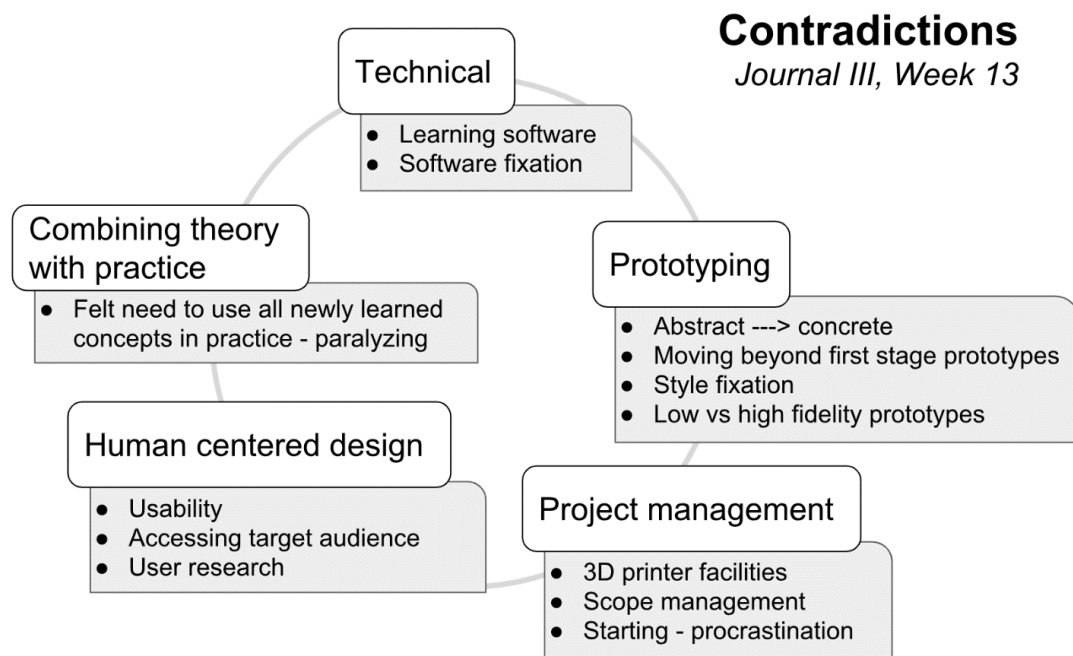 Contradictions
Journal III, Week 13
Technical
● Learning software
● Software fixation
Combining theory
with practice
● Felt need to use all newly learned
concepts in practice - paralyzing
Prototyping
● Abstract ---> concrete
● Moving beyond first stage prototypes
● Style fixation
● Low vs high fidelity prototypes
Human centered design
● Usability
● Accessing target audience
● User research
Project management
● 3D printer facilities
● Scope management
● Starting - procrastination